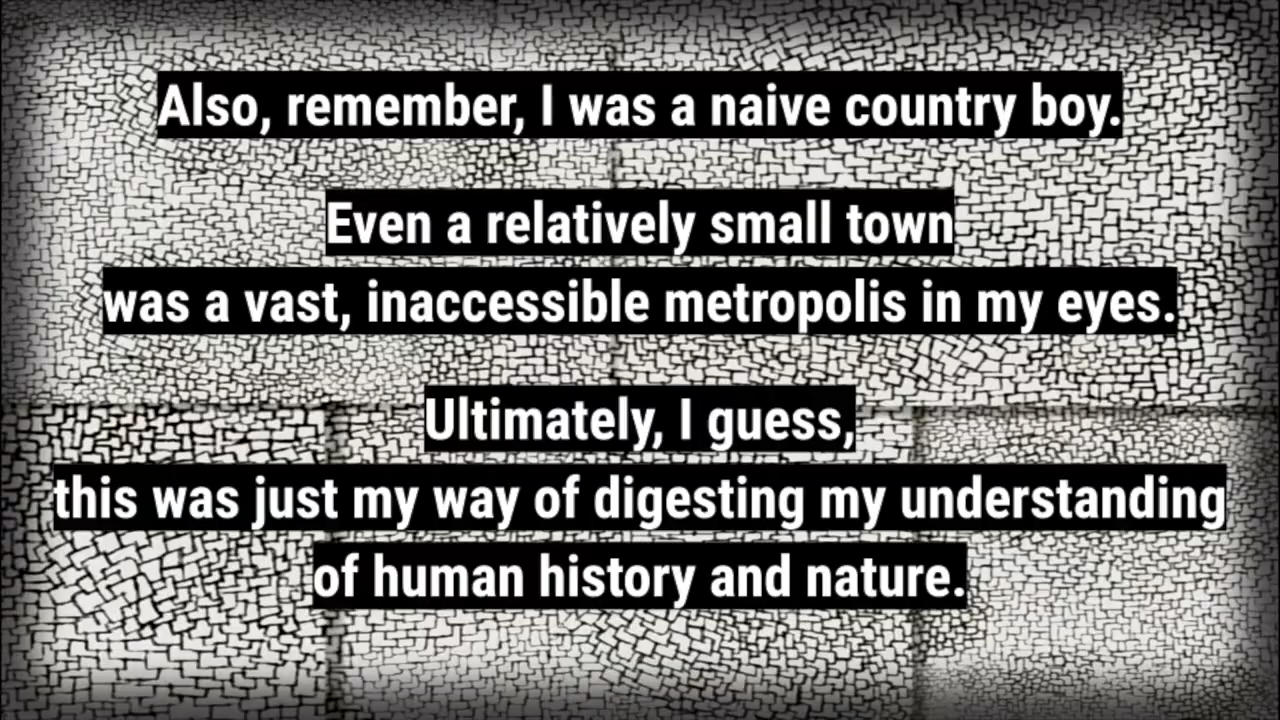 Also, remember, I was a naive country boy.
Even a relatively small town
was a vast, inaccessible metropolis in my eyes.
Ultimately, I guess,
this was just my way of digesting my understanding
of human history and nature.